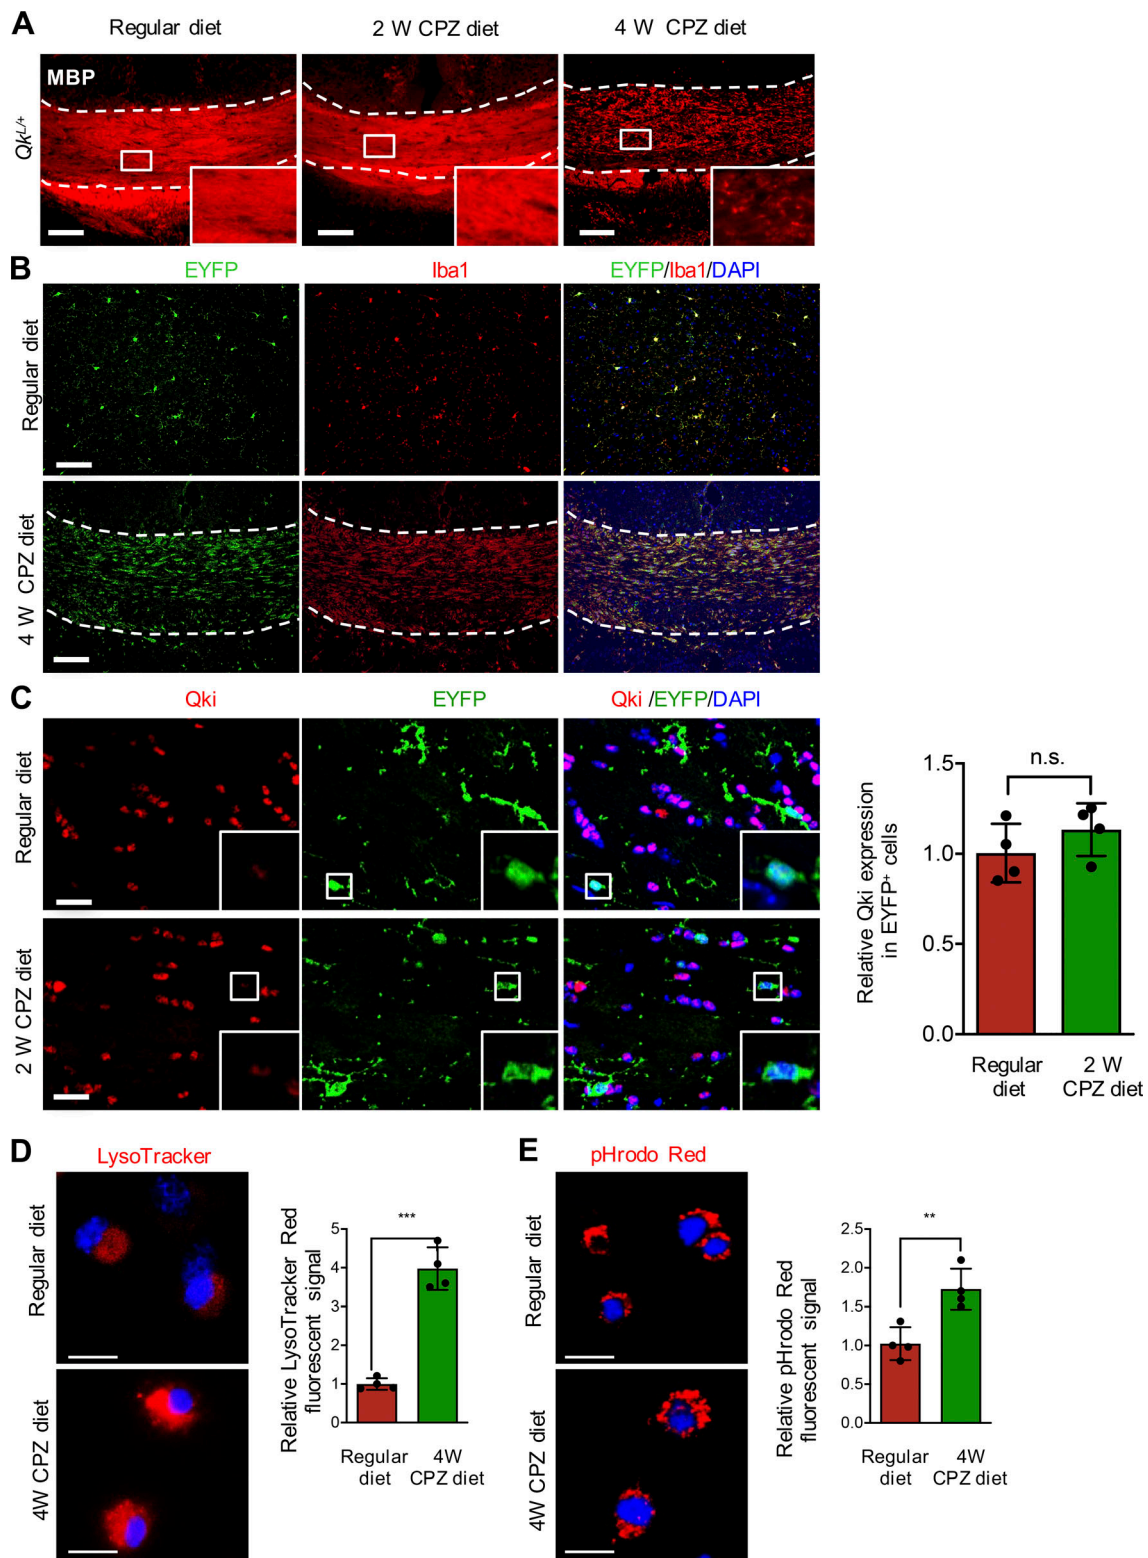 A
Regular diet
2 W CPZ diet
4 W CPZ diet
MBP
Qk^L/+
B
EYFP
Iba1
EYFP/Iba1/DAPI
Regular diet
4 W CPZ diet
C
Qki
EYFP
Qki /EYFP/DAPI
Regular diet
2 W CPZ diet
Relative Qki expression
in EYFP⁺ cells
1.5
1.0
0.5
0.0
n.s.
Regular
diet
2 W
CPZ diet
D
LysoTracker
Regular diet
4W CPZ diet
Relative LysoTracker Red
fluorescent signal
5
4
3
2
1
0
***
Regular
diet
4W
CPZ diet
E
pHrodo Red
Regular diet
4W CPZ diet
Relative pHrodo Red
fluorescent signal
2.5
2.0
1.5
1.0
0.5
0.0
**
Regular
diet
4W
CPZ diet